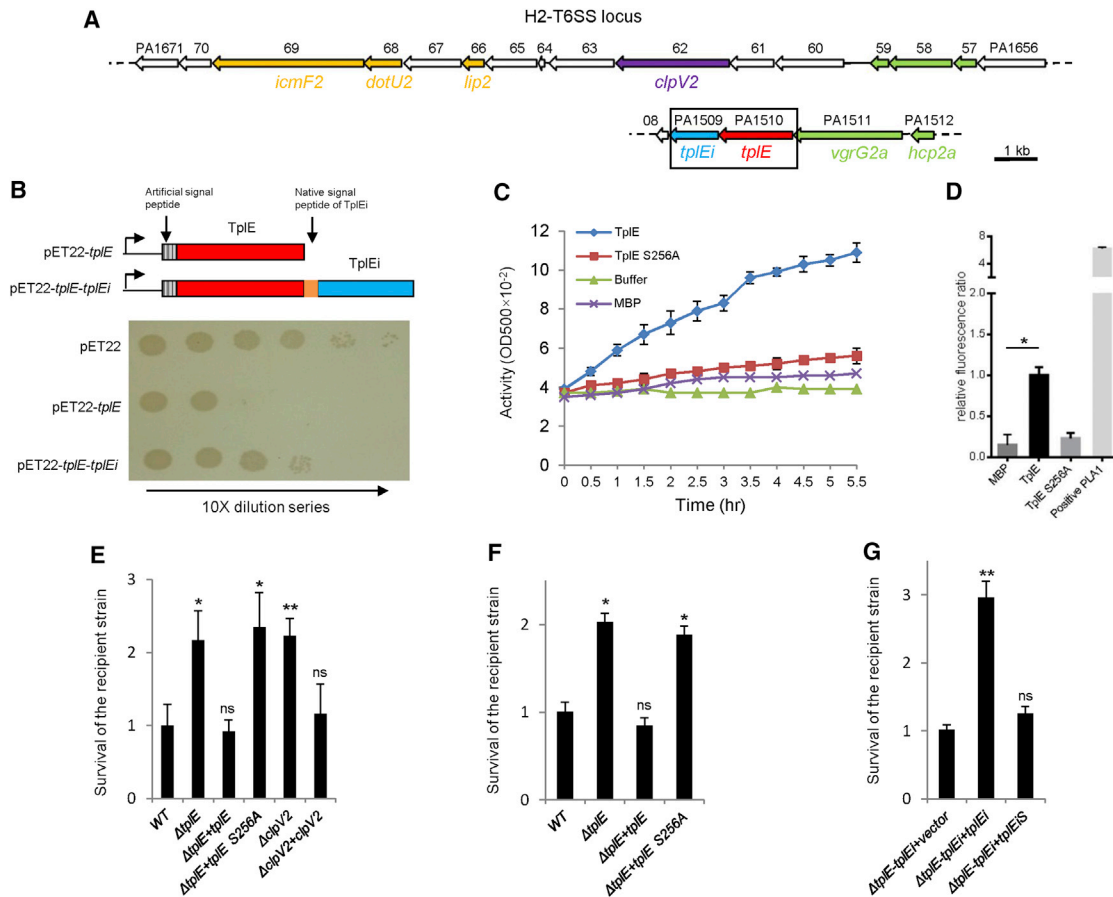 A
H2-T6SS locus
PA1671 70 69 68 67 66 65 64 63 62 61 60 59 58 57 PA1656
icmF2 dotU2 lip2 clpV2
08 PA1509 PA1510 PA1511 PA1512
tplEi tplE vgrG2a hcp2a
1 kb
B
Artificial signal
peptide
Native signal
peptide of TplEi
TplE
pET22-tplE
TplEi
pET22-tplE-tplEi
pET22
pET22-tplE
pET22-tplE-tplEi
10X dilution series
C
Activity (OD500×10-2)
12
10
8
6
4
2
0
TplE
TplE S256A
Buffer
MBP
0 0.5 1 1.5 2 2.5 3 3.5 4 4.5 5 5.5
Time (hr)
D
relative fluorescence ratio
8
6
4
2.0
1.5
1.0
0.5
0.0
*
MBP
TplE
TplE S256A
Positive PLA1
E
Survival of the recipient strain
3
2
1
0
* ns * ** ns
WT
ΔtplE
ΔtplE+tplE
ΔtplE+tplE S256A
ΔclpV2
ΔclpV2+clpV2
F
Survival of the recipient strain
2
1
0
* ns *
WT
ΔtplE
ΔtplE+tplE
ΔtplE+tplE S256A
G
Survival of the recipient strain
3
2
1
0
** ns
ΔtplE-tplEi+vector
ΔtplE-tplEi+tplEi
ΔtplE-tplEi+tplEiS